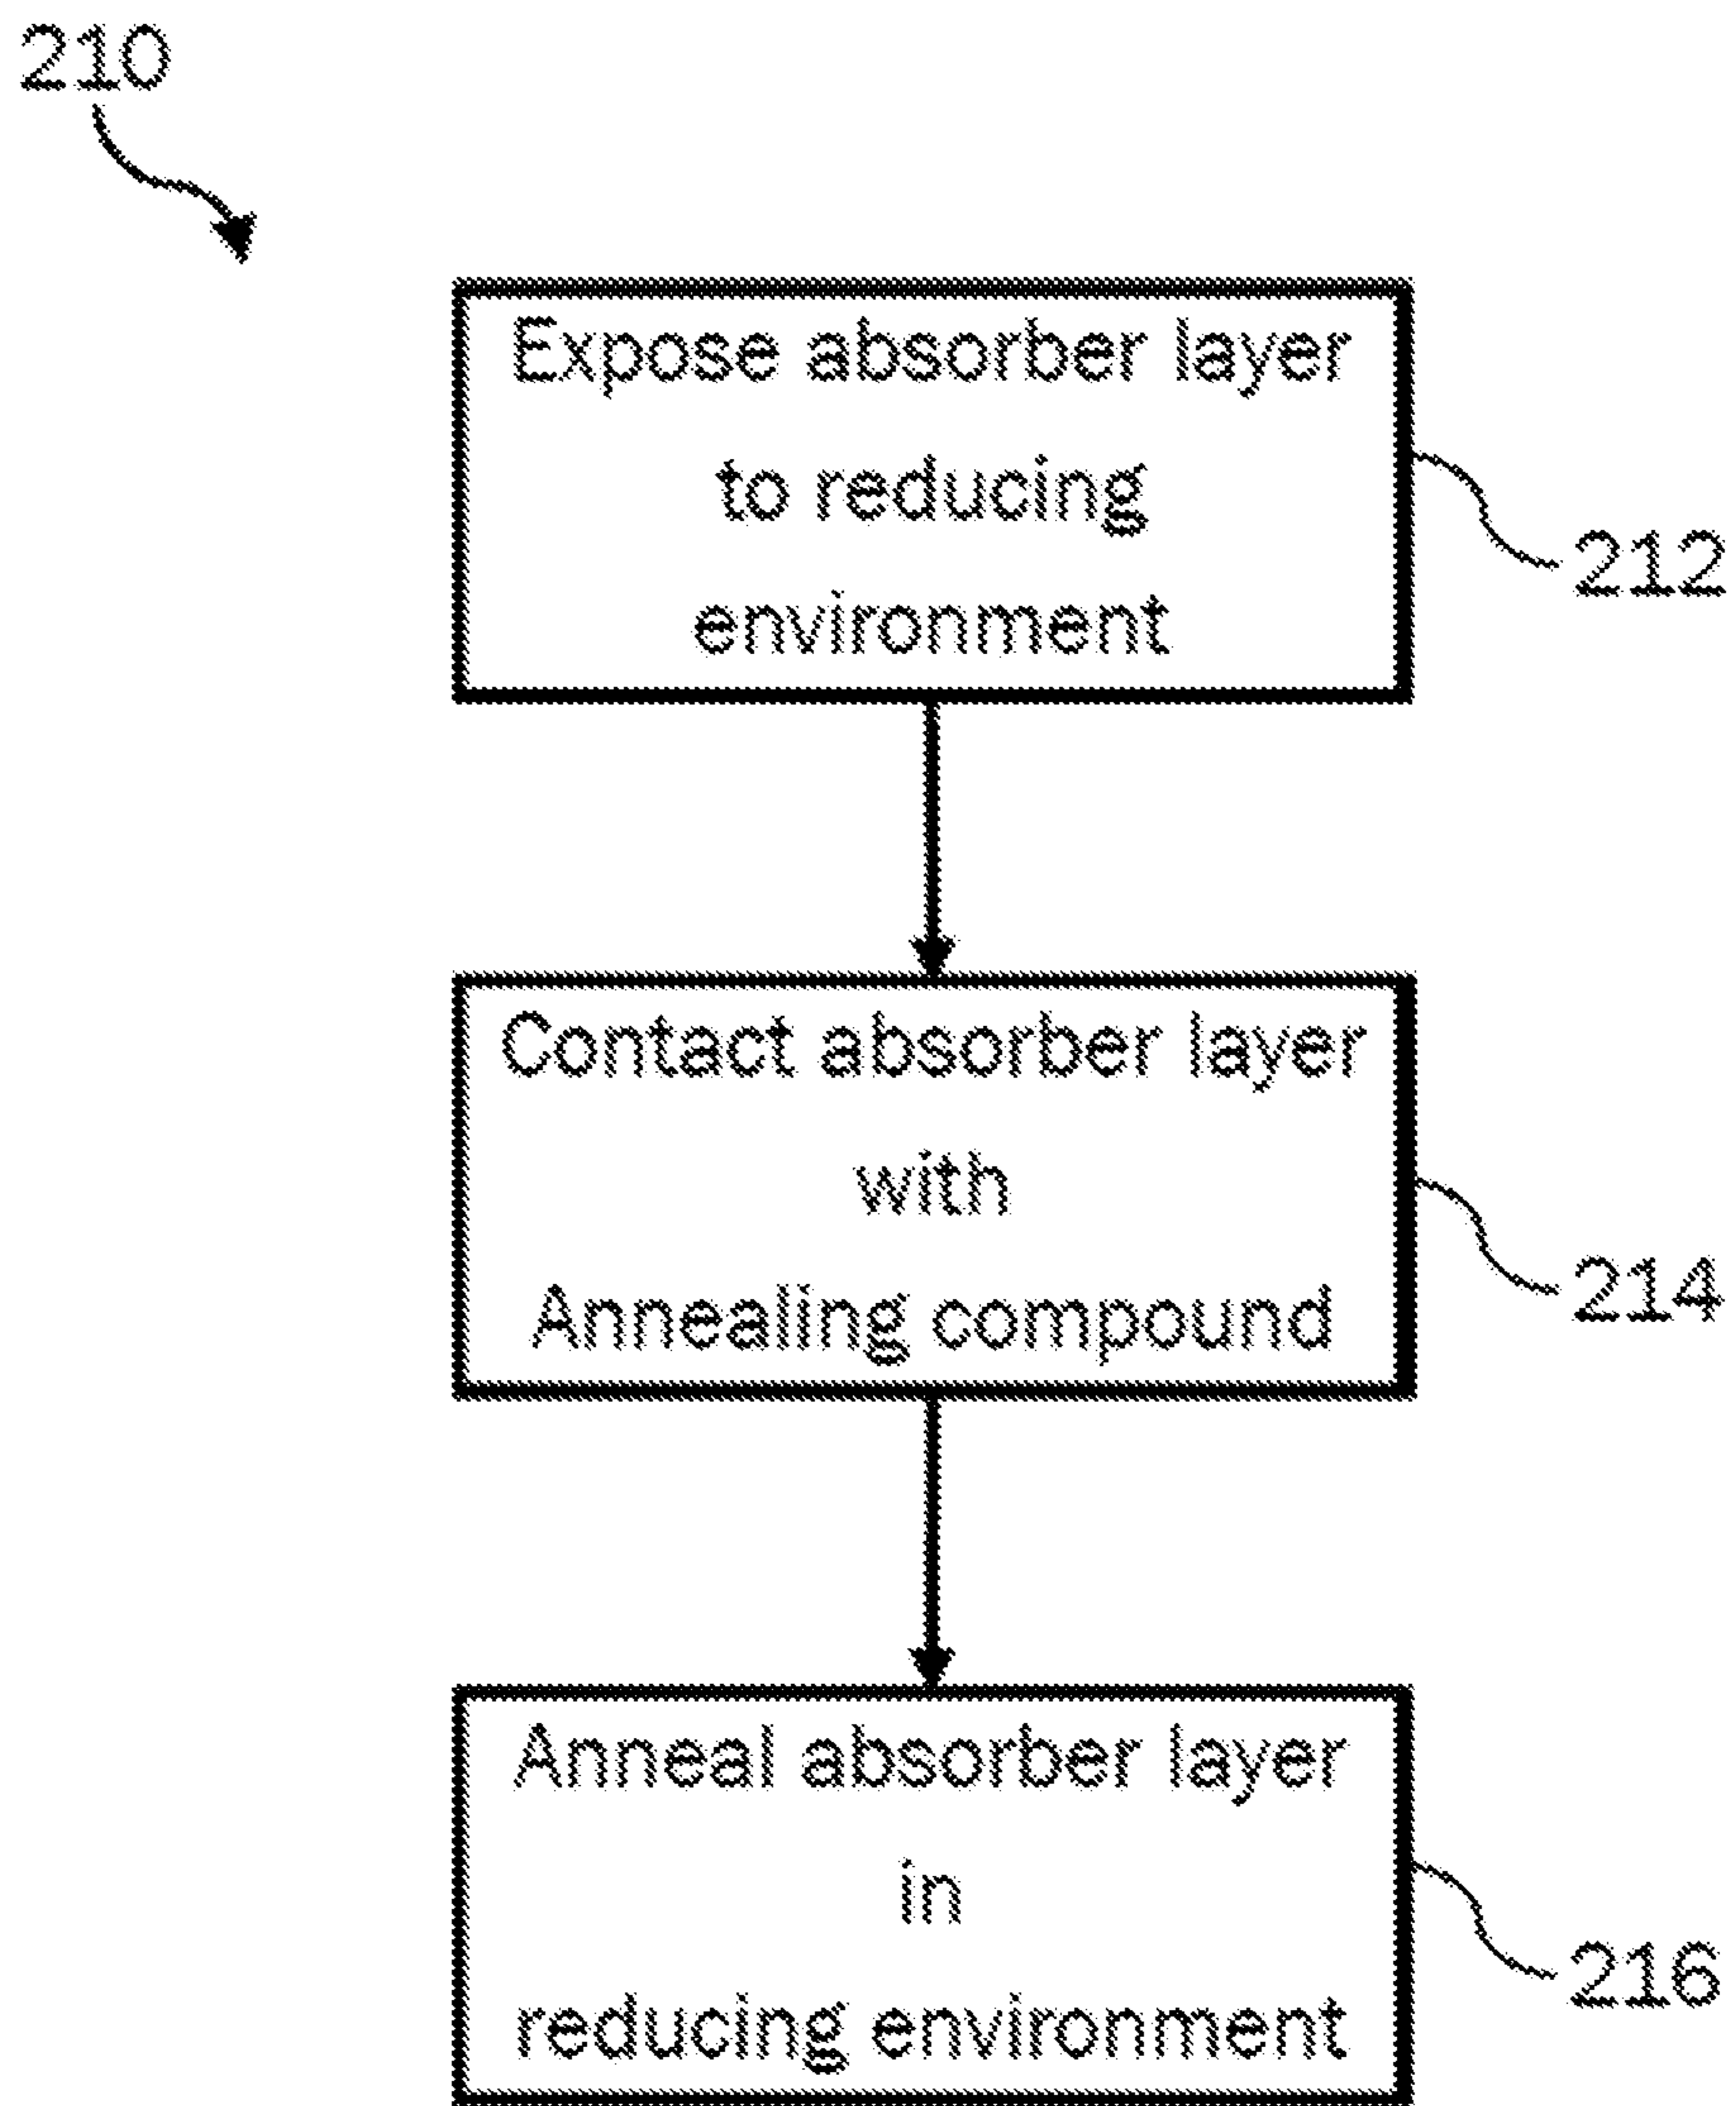 210
Expose absorber layer
to reducing
environment
212
Contact absorber layer
with
Annealing compound
214
Anneal absorber layer
in
reducing environment
216